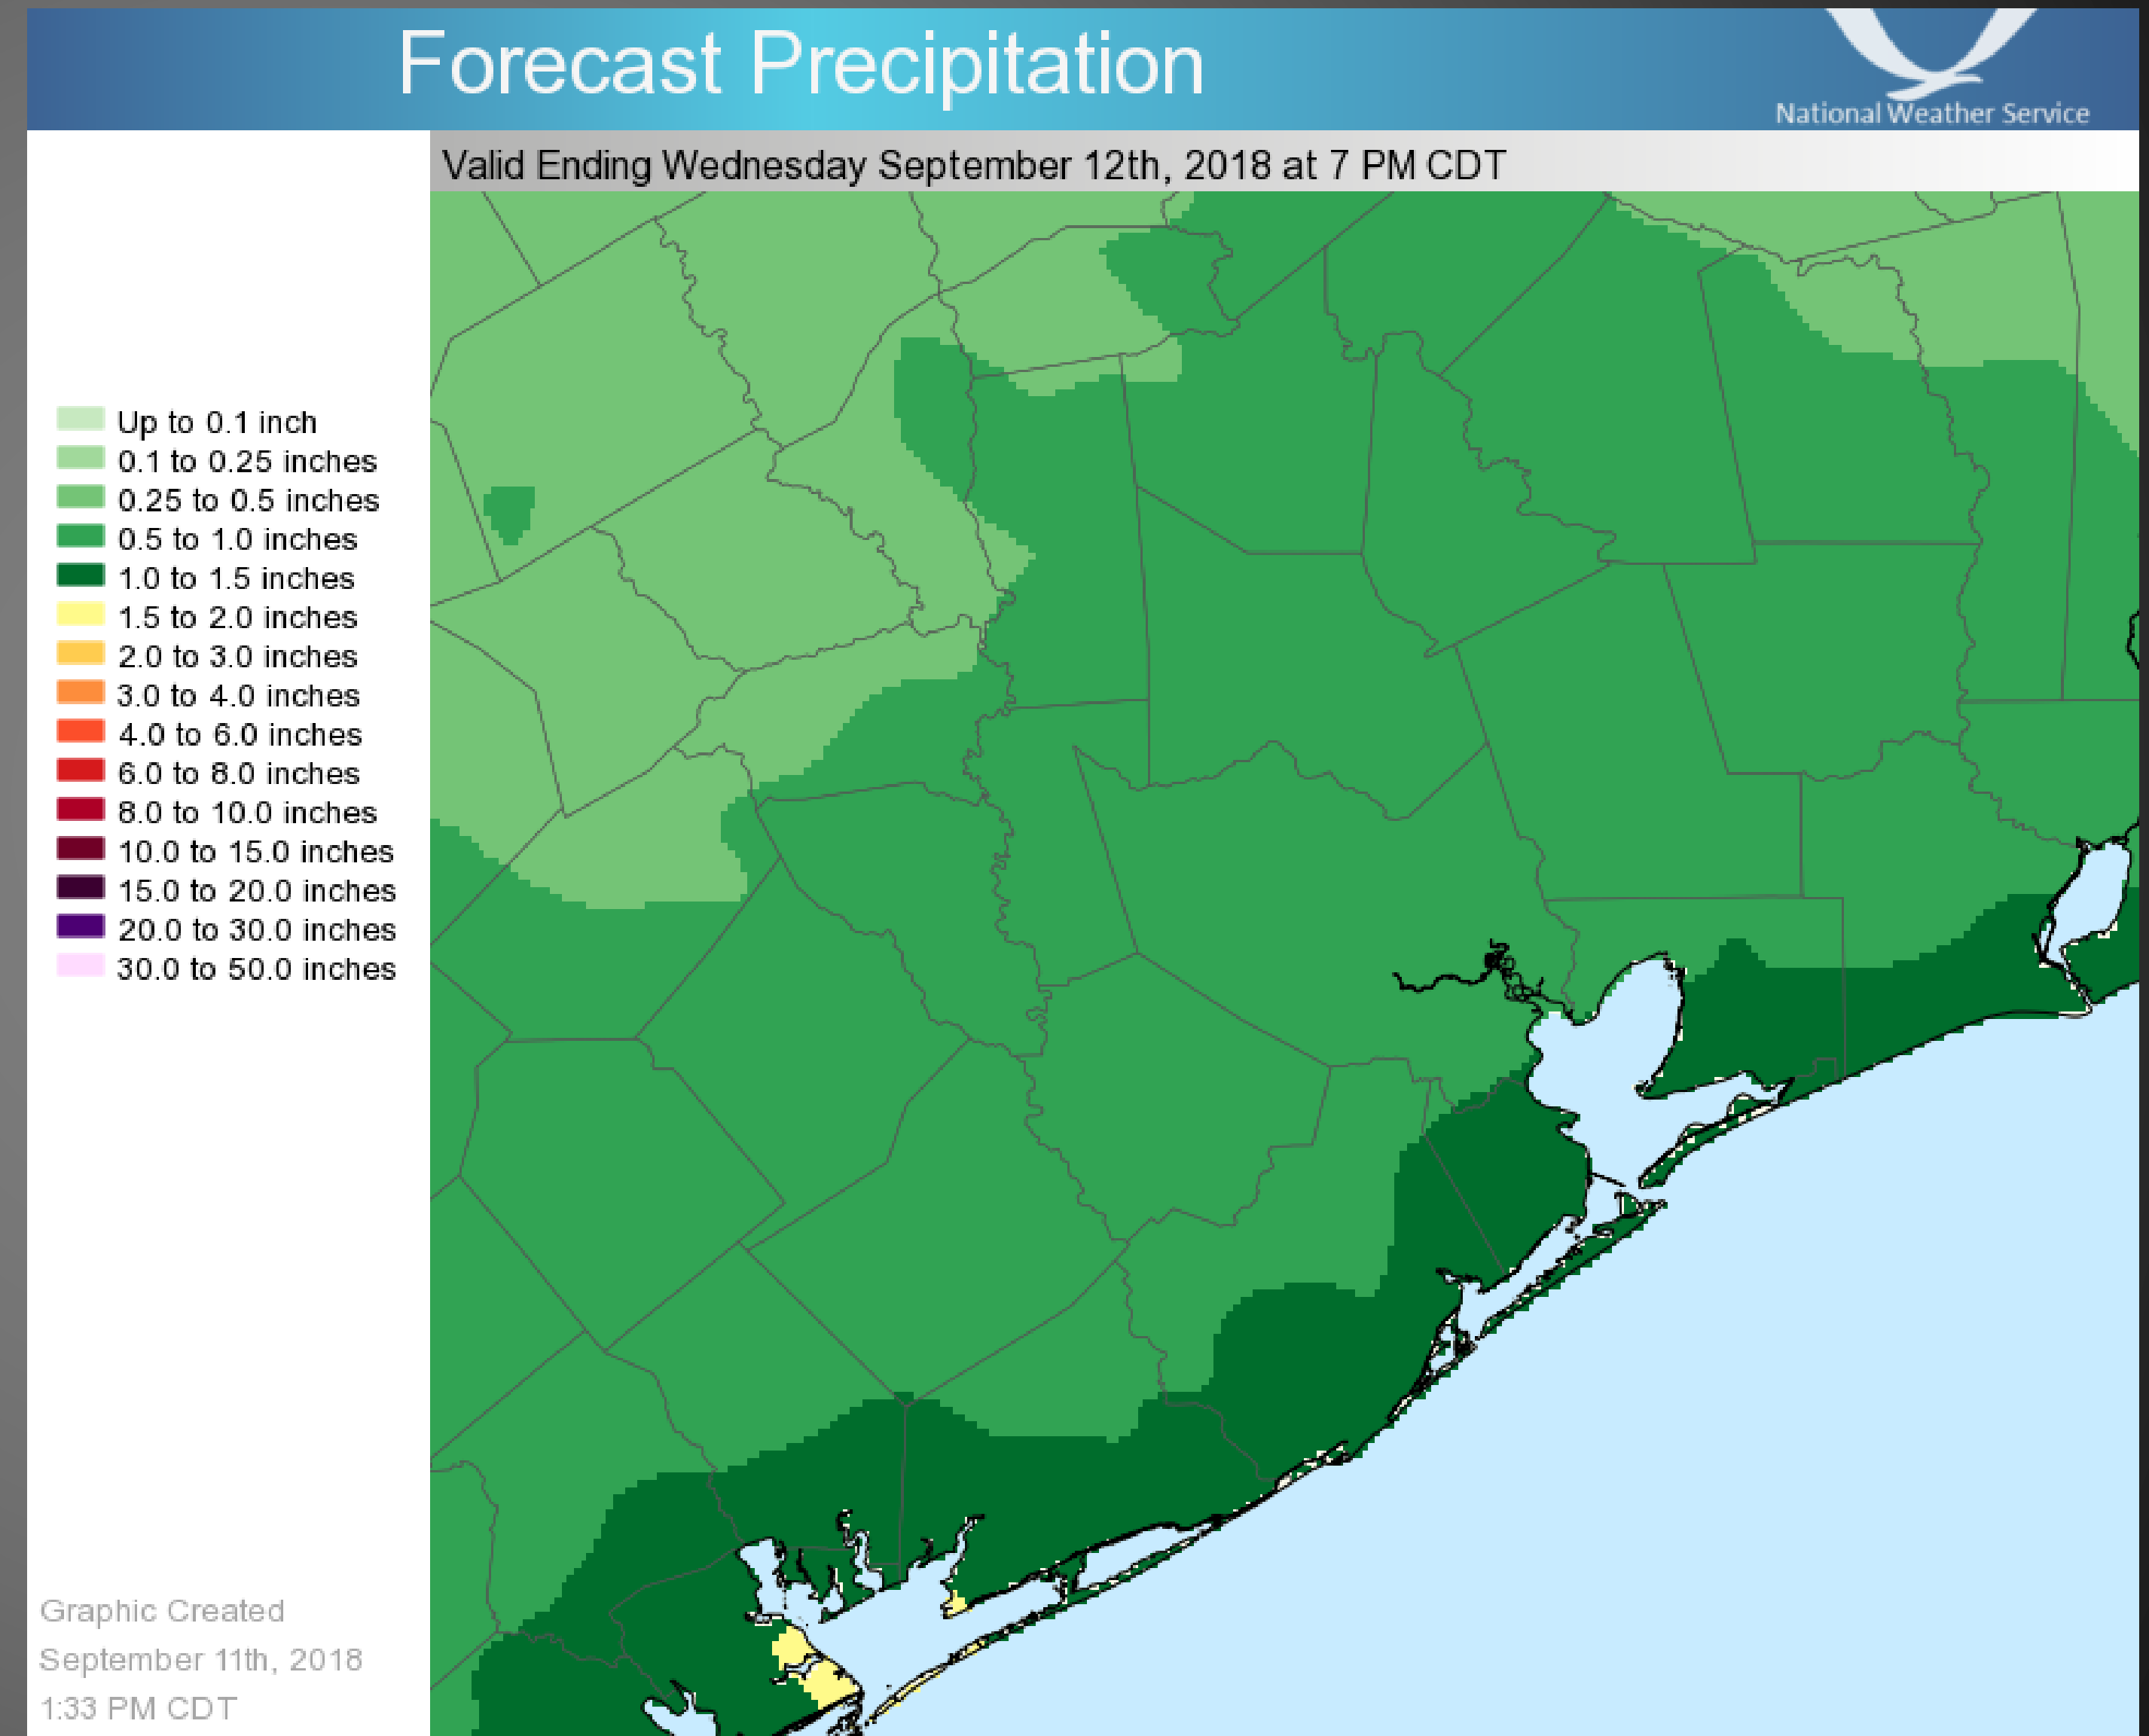 Forecast Precipitation
National Weather Service
Valid Ending Wednesday September 12th, 2018 at 7 PM CDT
Up to 0.1 inch
0.1 to 0.25 inches
0.25 to 0.5 inches
0.5 to 1.0 inches
1.0 to 1.5 inches
1.5 to 2.0 inches
2.0 to 3.0 inches
3.0 to 4.0 inches
4.0 to 6.0 inches
6.0 to 8.0 inches
8.0 to 10.0 inches
10.0 to 15.0 inches
15.0 to 20.0 inches
20.0 to 30.0 inches
30.0 to 50.0 inches
Graphic Created
September 11th, 2018
1:33 PM CDT